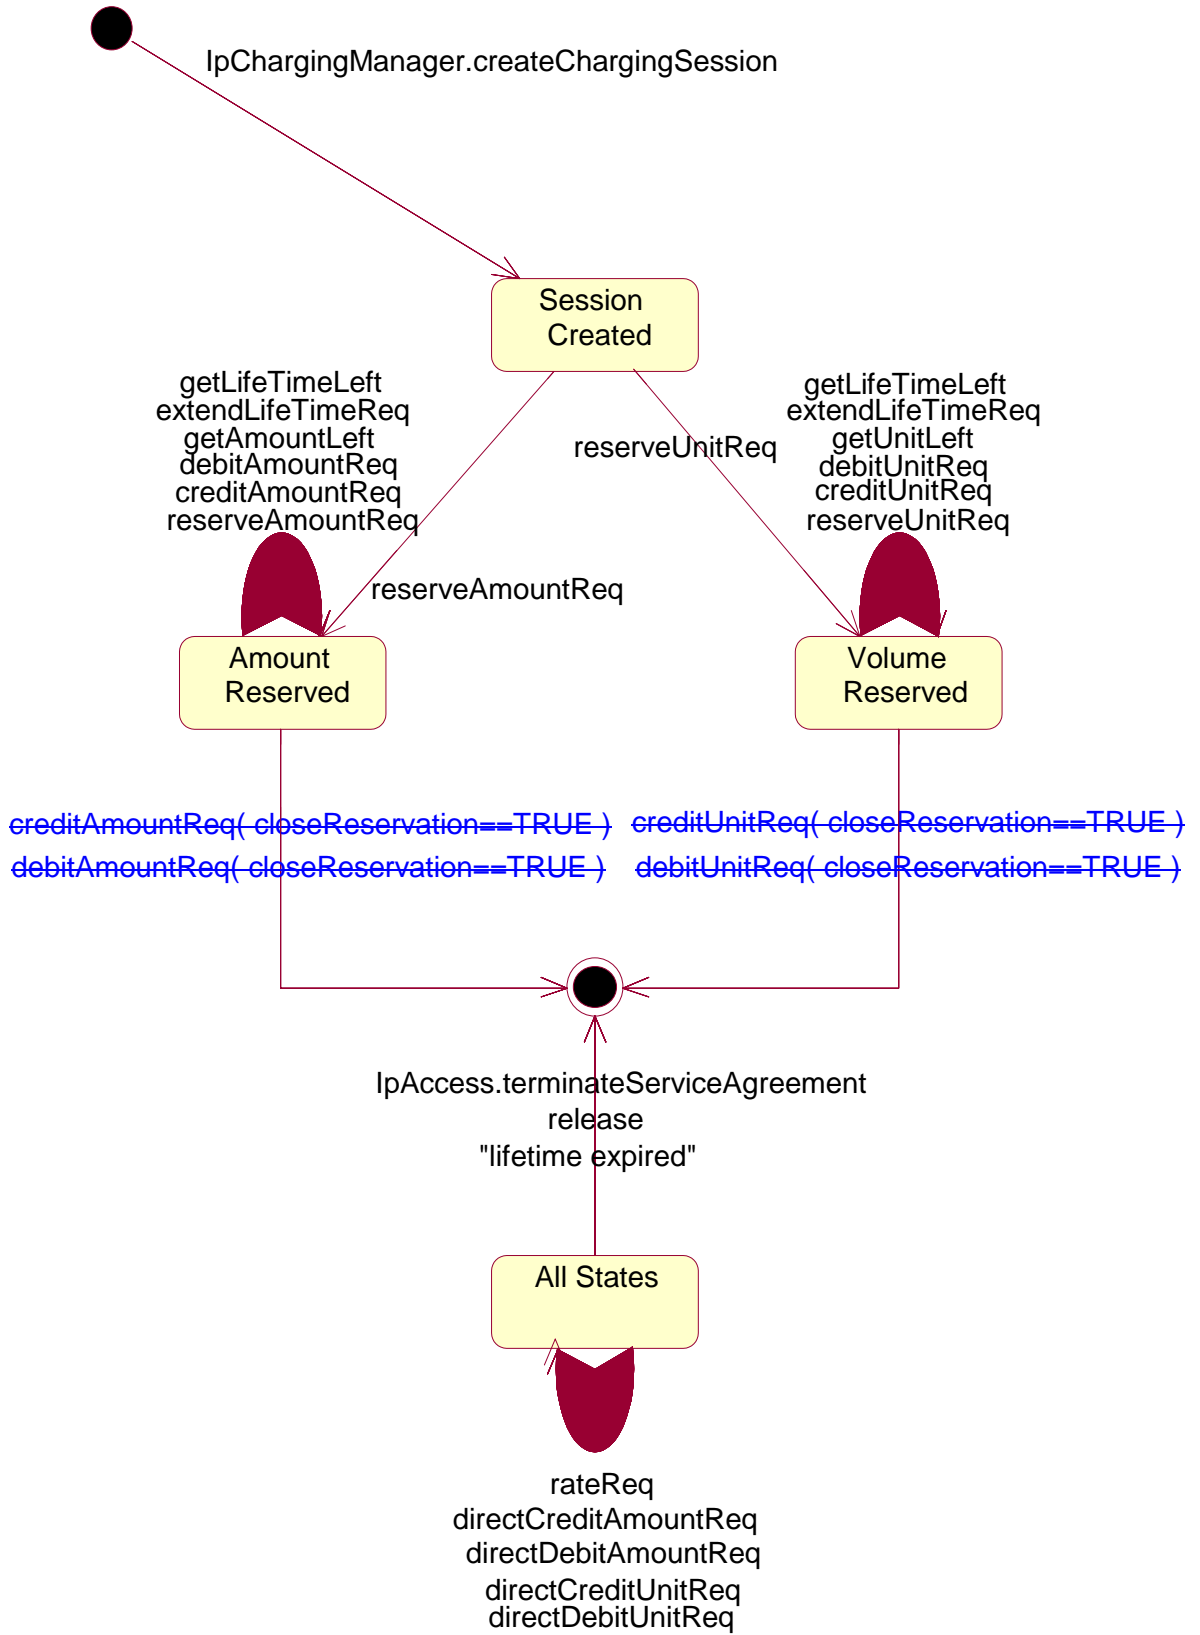 IpChargingManager.createChargingSession
Session
Created
getLifeTimeLeft
extendLifeTimeReq
getAmountLeft
debitAmountReq
creditAmountReq
reserveAmountReq
reserveUnitReq
getLifeTimeLeft
extendLifeTimeReq
getUnitLeft
debitUnitReq
creditUnitReq
reserveUnitReq
reserveAmountReq
Amount
Reserved
Volume
Reserved
creditAmountReq( closeReservation==TRUE )
debitAmountReq( closeReservation==TRUE )
creditUnitReq( closeReservation==TRUE )
debitUnitReq( closeReservation==TRUE )
IpAccess.terminateServiceAgreement
release
"lifetime expired"
All States
rateReq
directCreditAmountReq
directDebitAmountReq
directCreditUnitReq
directDebitUnitReq